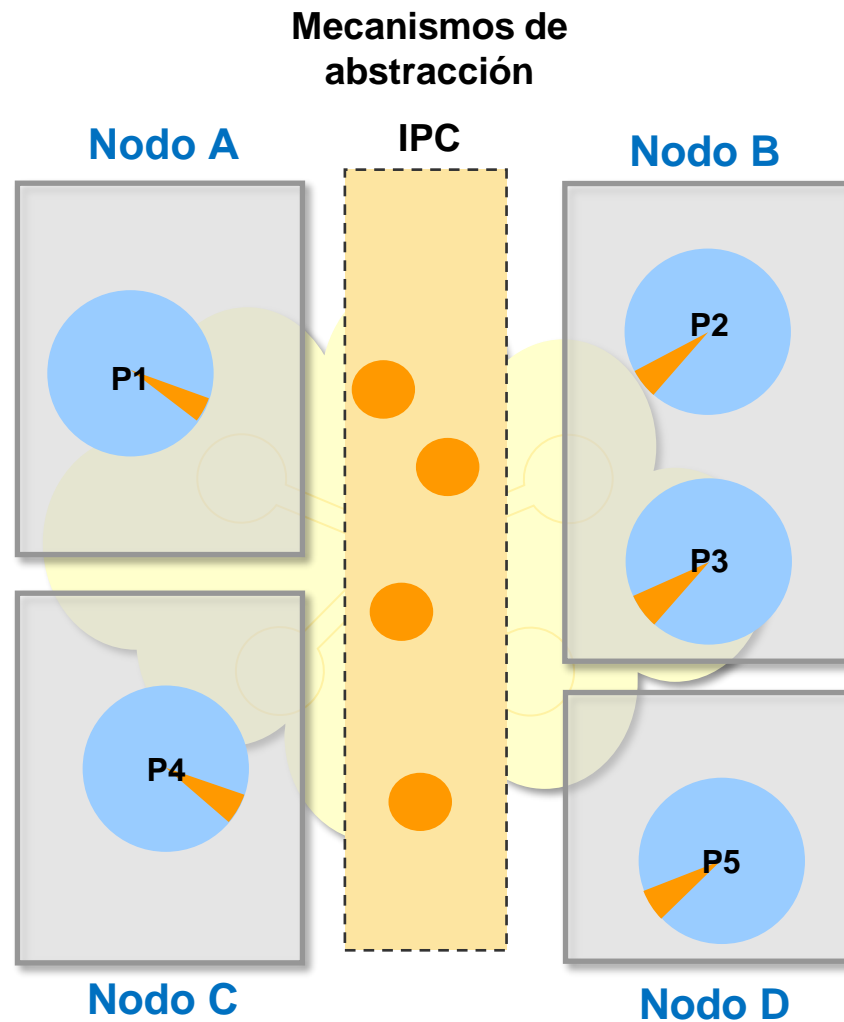 Mecanismos de
abstracción
IPC
Nodo A
Nodo B
P1
P2
P3
P4
P5
Nodo C
Nodo D